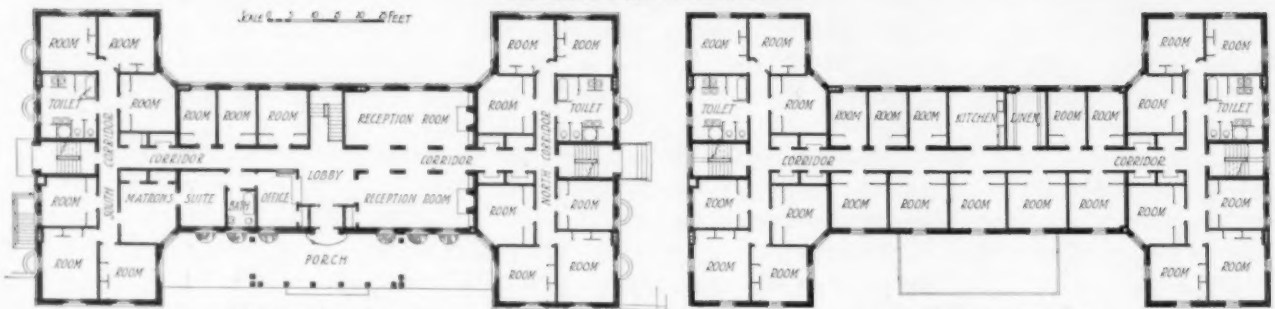 SCALE 0 5 10 15 20 25 FEET
ROOM ROOM
TOILET ROOM ROOM ROOM ROOM
RECEPTION ROOM
ROOM ROOM
ROOM TOILET
SOUTH CORRIDOR
CORRIDOR
LOBBY
CORRIDOR
NORTH CORRIDOR
ROOM MATRONS SUITE BATH OFFICE
RECEPTION ROOM
ROOM ROOM
ROOM ROOM
PORCH
ROOM ROOM
ROOM ROOM
TOILET ROOM ROOM ROOM ROOM KITCHEN LINEN ROOM ROOM
ROOM ROOM
ROOM TOILET
CORRIDOR CORRIDOR
ROOM ROOM ROOM ROOM ROOM ROOM ROOM
ROOM ROOM
ROOM ROOM
ROOM ROOM